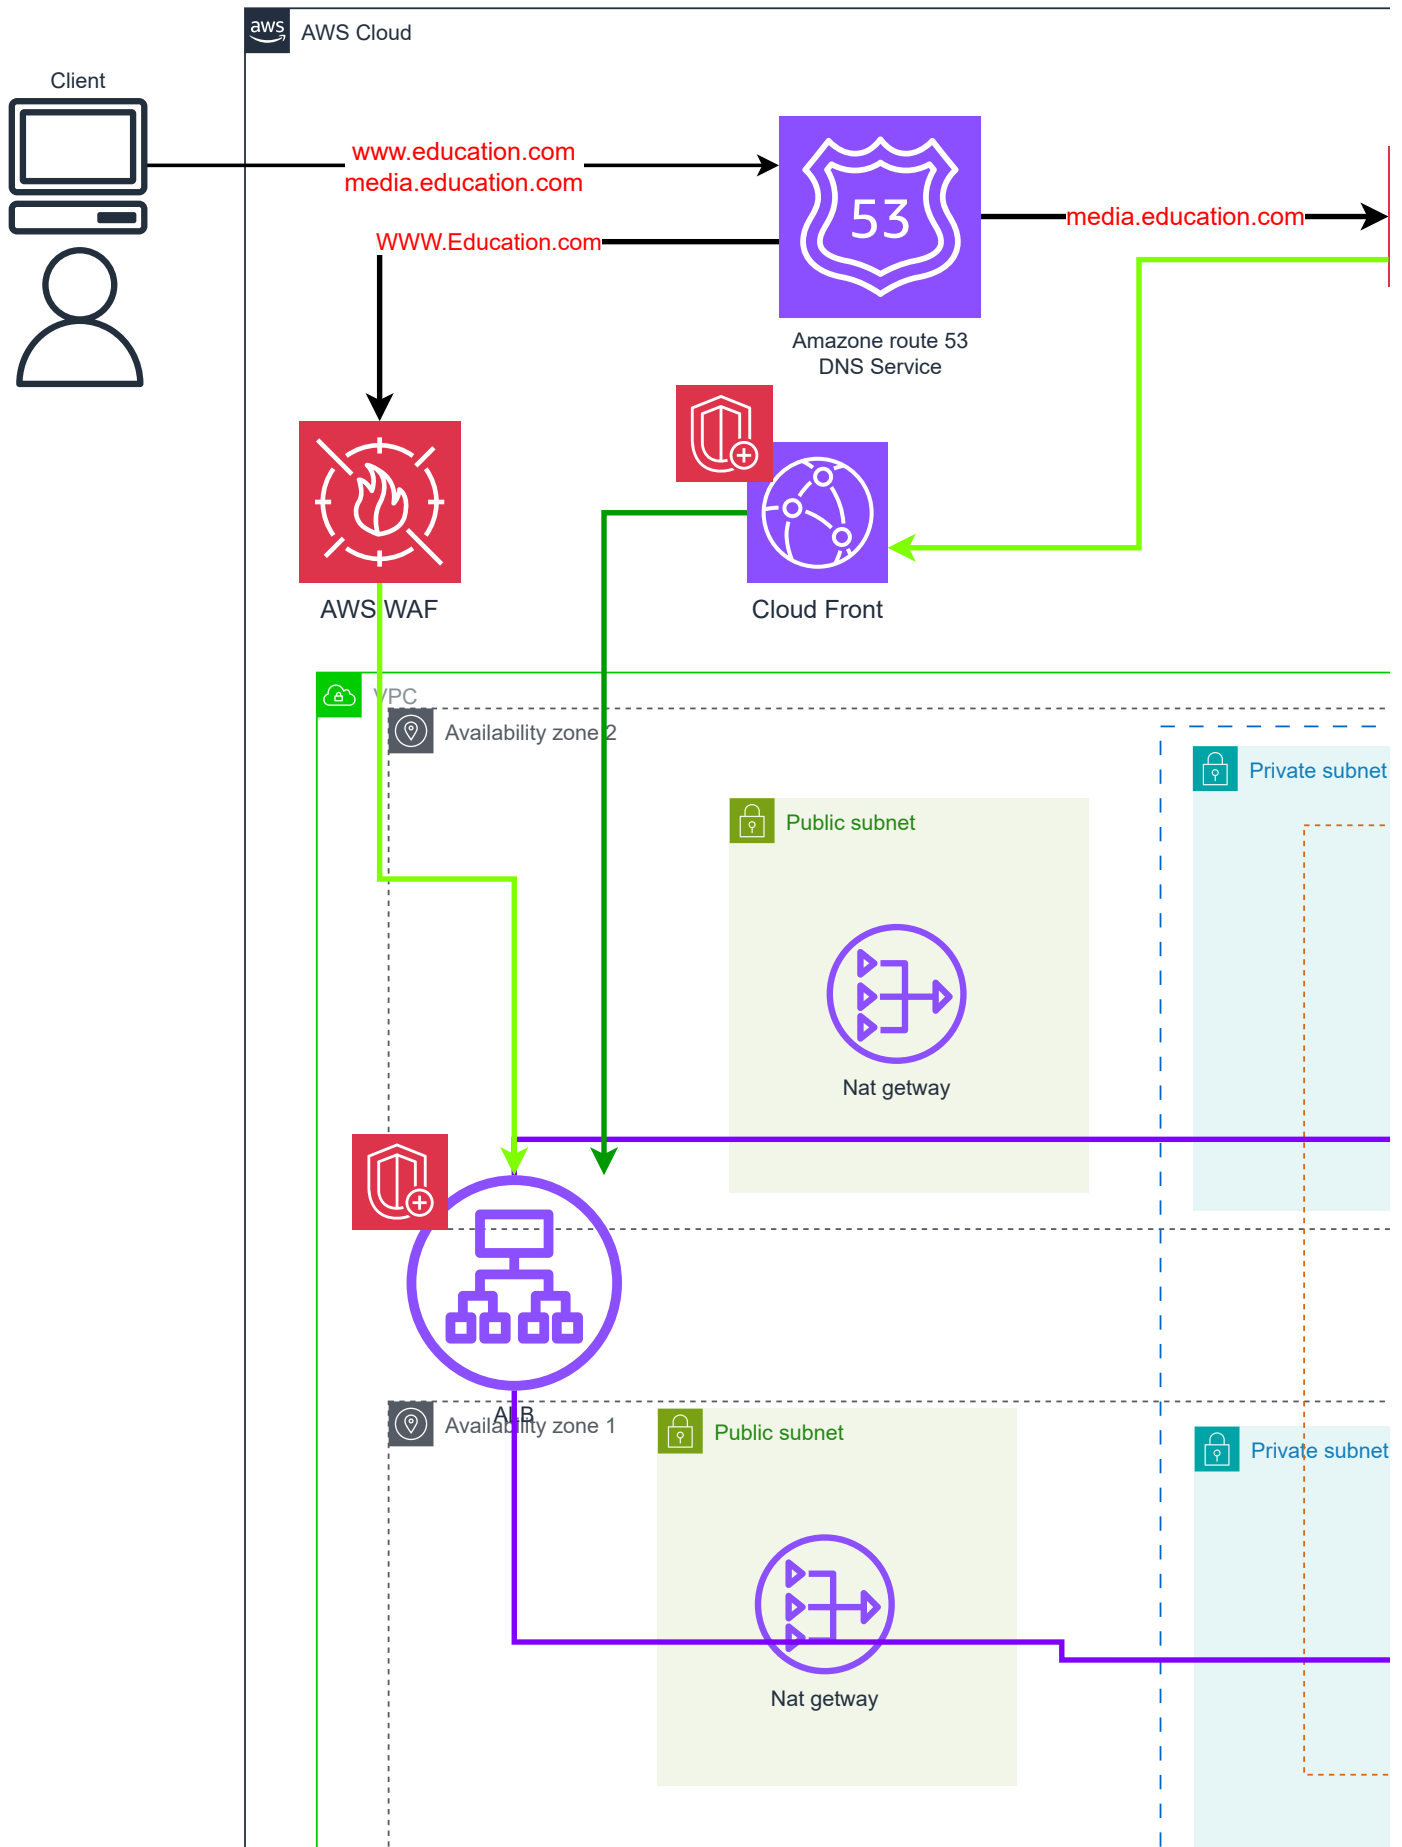 aws
AWS Cloud
Client
www.education.com
media.education.com
53
media.education.com
WWW.Education.com
Amazone route 53
DNS Service
AWS WAF
Cloud Front
VPC
Availability zone 2
Private subnet
Public subnet
Nat getway
ALB
Availability zone 1
Public subnet
Private subnet
Nat getway